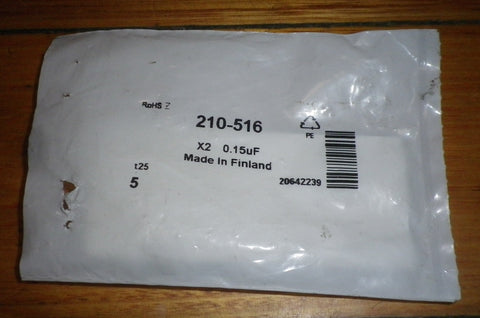 RoHS Z
210-516
PE
X2 0.15uF
Made in Finland
t25
5
20642239